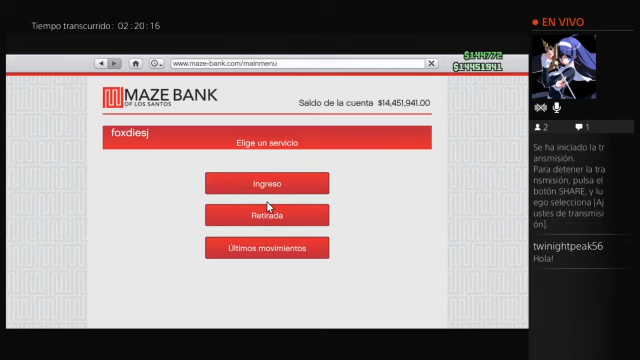 Tiempo transcurrido : 02:20:16
EN VIVO
$144772
$14451941
www.maze-bank.com/mainmenu
MAZE BANK
OF LOS SANTOS
Saldo de la cuenta $14,451,941.00
foxdiesj
Elige un servicio
Ingreso
Retirada
Últimos movimientos
2
1
Se ha iniciado la tr
ansmisión.
Para detener la tra
nsmisión, pulsa el
botón SHARE, y lu
ego selecciona [Aj
ustes de transmisi
ón].
twinightpeak56
Hola!